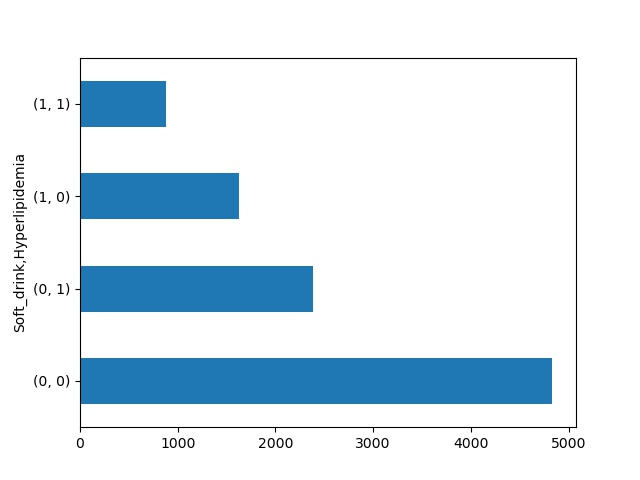 Soft_drink,Hyperlipidemia
(1, 1)
(1, 0)
(0, 1)
(0, 0)
0 1000 2000 3000 4000 5000